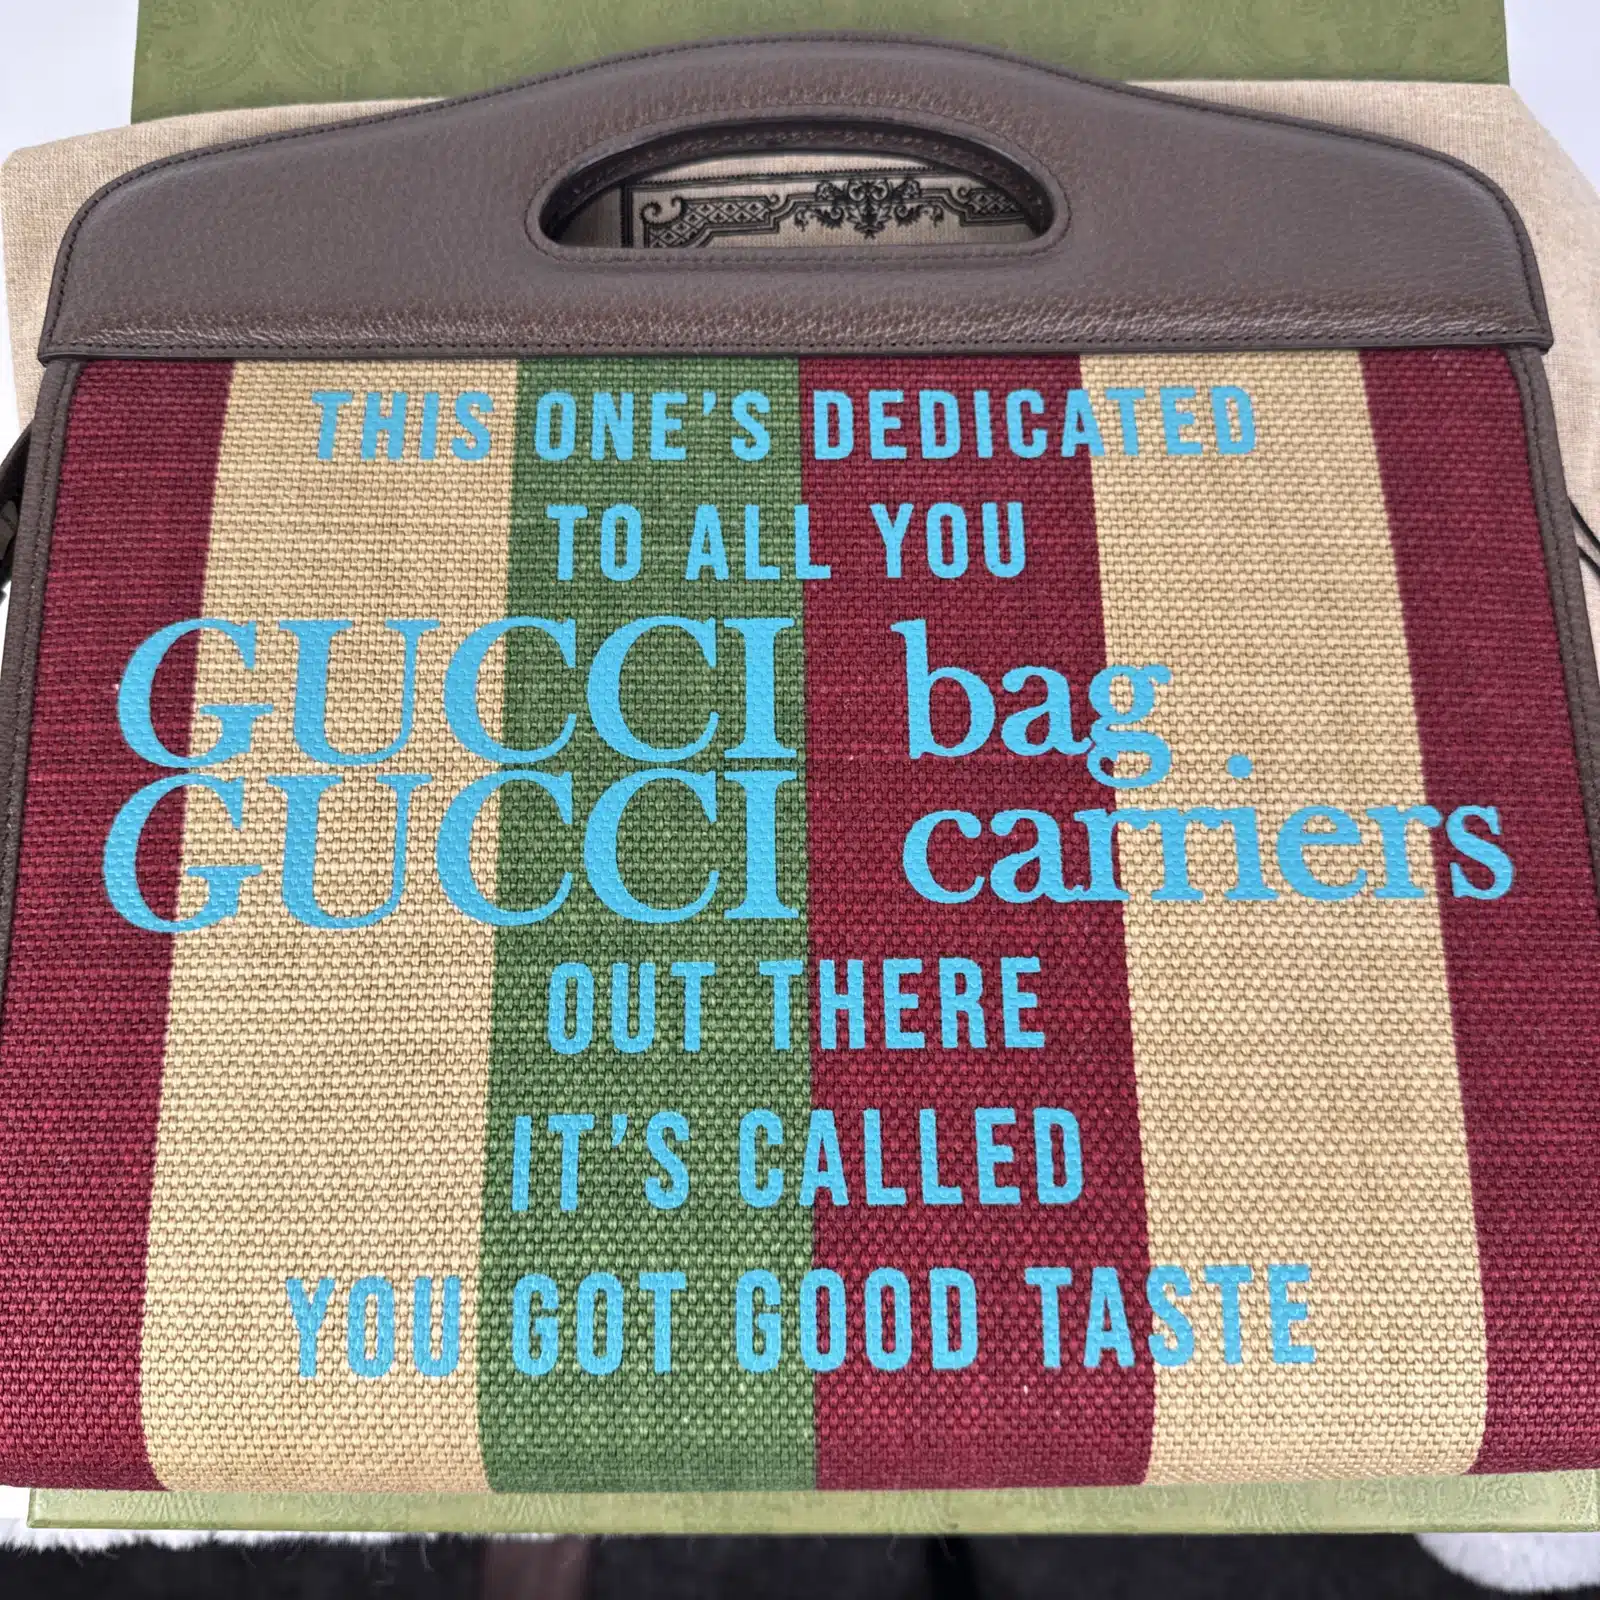 THIS ONE'S DEDICATED
TO ALL YOU
GUCCI bag
GUCCI carriers
OUT THERE
IT'S CALLED
YOU GOT GOOD TASTE